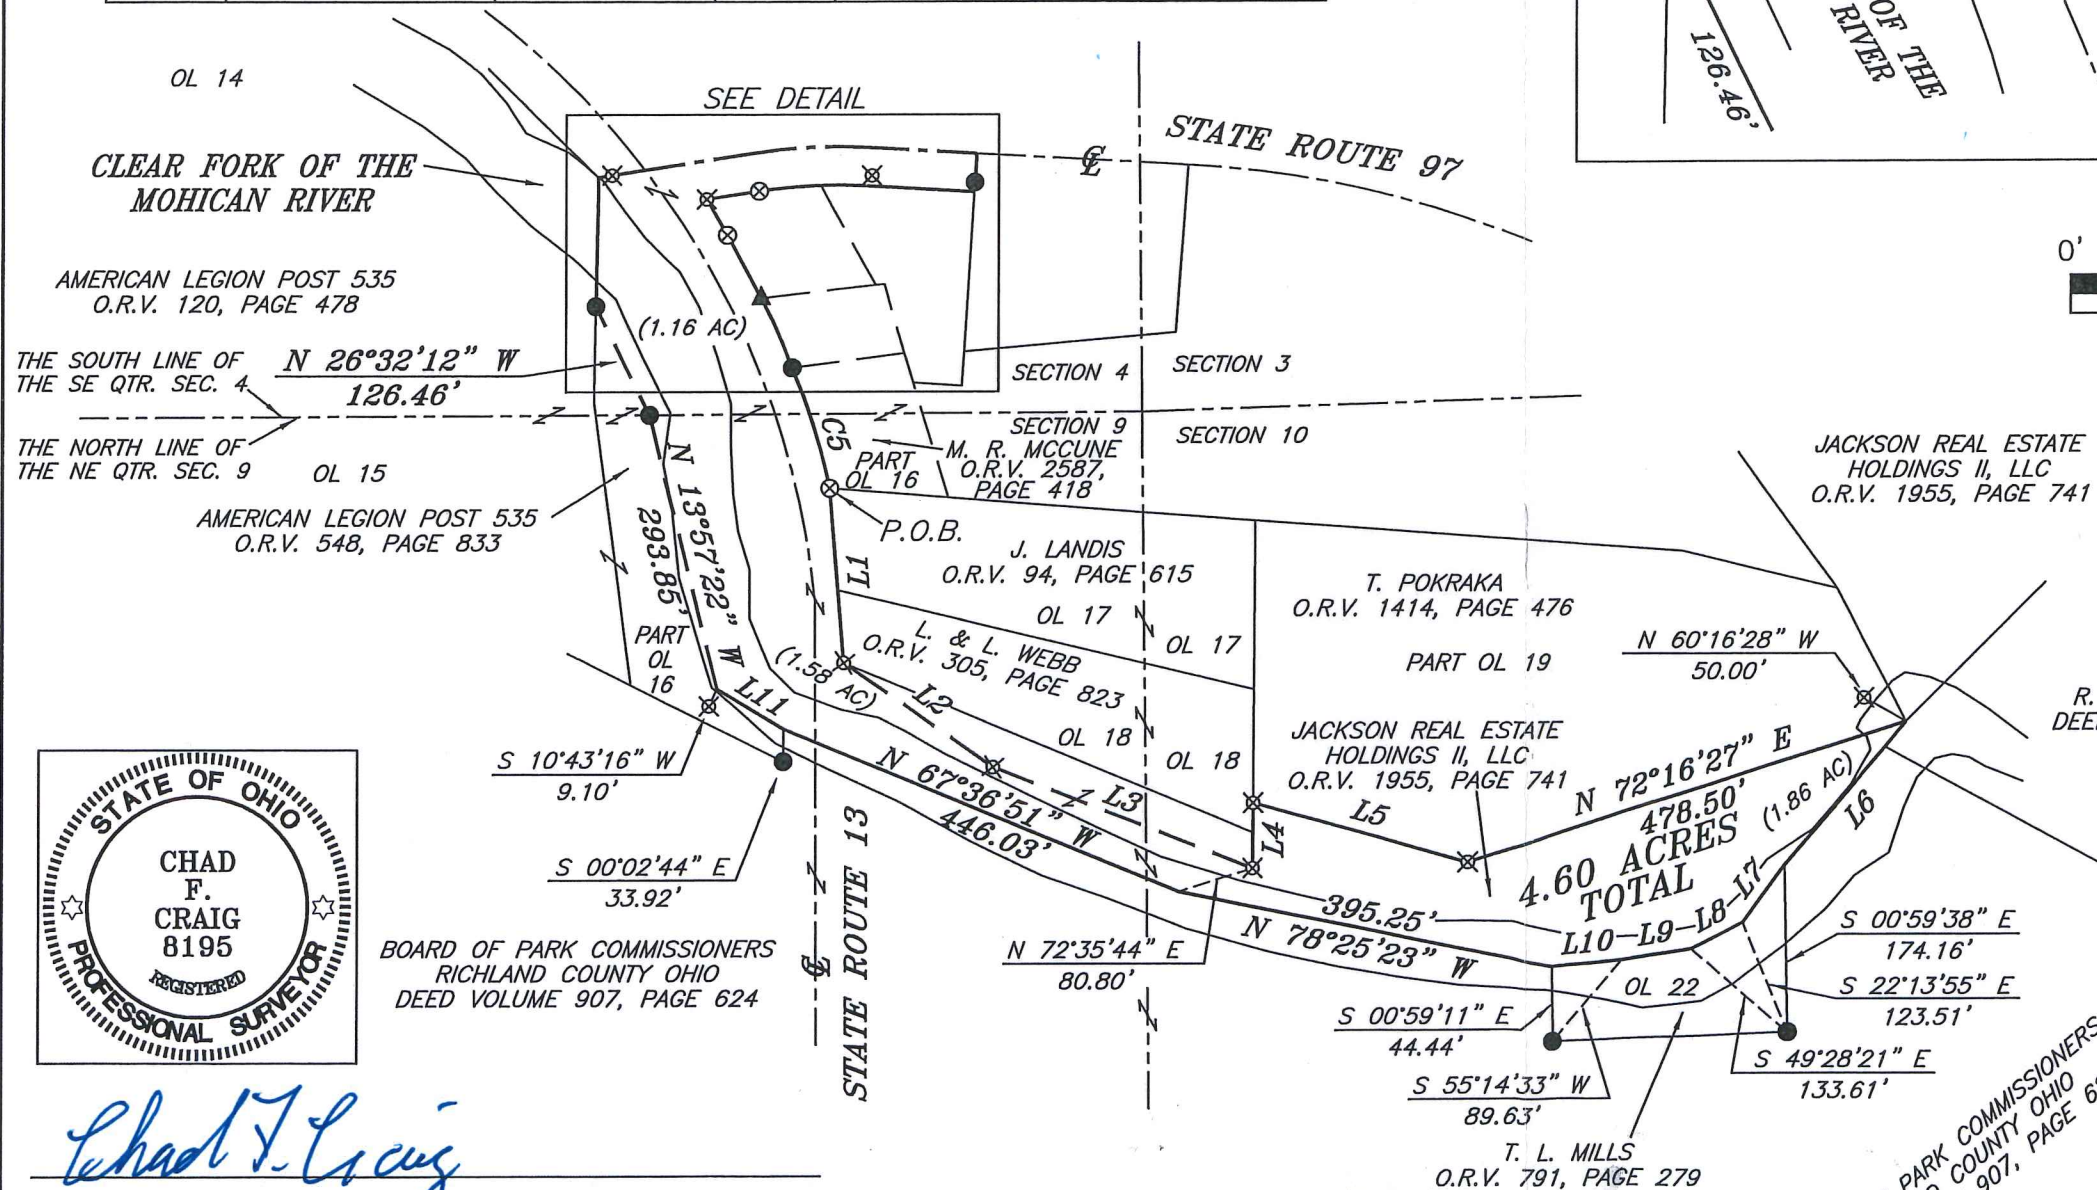 OL 14
SEE DETAIL
CLEAR FORK OF THE
MOHICAN RIVER
STATE ROUTE 97
126.46'
OF THE
RIVER
0'
AMERICAN LEGION POST 535
O.R.V. 120, PAGE 478
(1.16 AC)
THE SOUTH LINE OF
THE SE QTR. SEC. 4
N 26°32'12" W
126.46'
THE NORTH LINE OF
THE NE QTR. SEC. 9
OL 15
SECTION 4
SECTION 3
SECTION 9
SECTION 10
AMERICAN LEGION POST 535
O.R.V. 548, PAGE 833
N 13°57'22" W
293.85'
C5
PART
OL 16
M. R. MCCUNE
O.R.V. 2587,
PAGE 418
P.O.B.
L1
J. LANDIS
O.R.V. 94, PAGE 615
OL 17
OL 17
T. POKRAKA
O.R.V. 1414, PAGE 476
PART OL 19
JACKSON REAL ESTATE
HOLDINGS II, LLC
O.R.V. 1955, PAGE 741
N 60°16'28" W
50.00'
R.
PART
OL
16
L. & L. WEBB
O.R.V. 305, PAGE 823
(1.58 AC)
L11
L2
OL 18
OL 18
JACKSON REAL ESTATE
HOLDINGS II, LLC
O.R.V. 1955, PAGE 741
S 10°43'16" W
9.10'
N 67°36'51" W
446.03'
L3
L4
L5
N 72°16'27" E
478.50'
(1.86 AC)
4.60 ACRES
TOTAL
L6
L10-L9-L8-L7
S 00°02'44" E
33.92'
STATE ROUTE 13
N 72°35'44" E
80.80'
395.25'
N 78°25'23" W
OL 22
S 00°59'38" E
174.16'
S 22°13'55" E
123.51'
S 00°59'11" E
44.44'
S 55°14'33" W
89.63'
S 49°28'21" E
133.61'
T. L. MILLS
O.R.V. 791, PAGE 279
BOARD OF PARK COMMISSIONERS
RICHLAND COUNTY OHIO
DEED VOLUME 907, PAGE 624
PARK COMMISSIONERS
COUNTY OHIO
907, PAGE
STATE OF OHIO
CHAD
F.
CRAIG
8195
REGISTERED
PROFESSIONAL SURVEYOR
Chad F. Craig